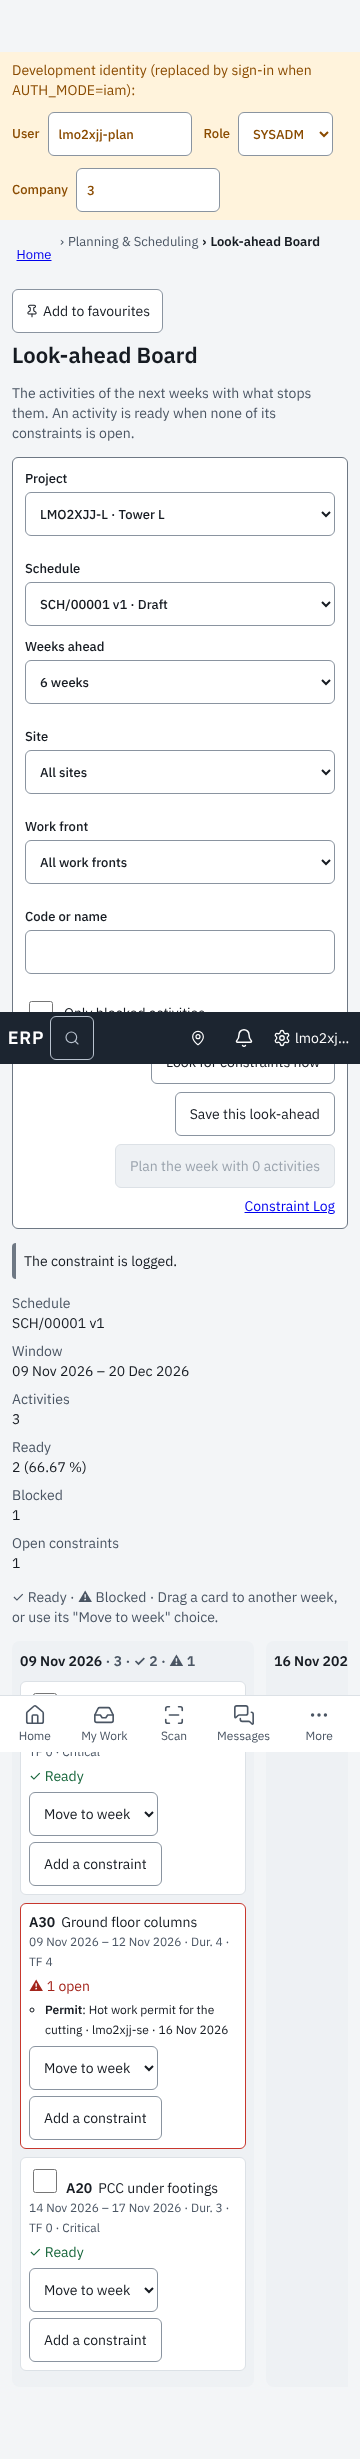 Development identity (replaced by sign-in when
AUTH_MODE=iam):
User lmo2xjj-plan Role SYSADM
Company 3
Home › Planning & Scheduling › Look-ahead Board
Add to favourites
Look-ahead Board
The activities of the next weeks with what stops
them. An activity is ready when none of its
constraints is open.
Project
LMO2XJJ-L · Tower L
Schedule
SCH/00001 v1 · Draft
Weeks ahead
6 weeks
Site
All sites
Work front
All work fronts
Code or name
Only blocked activities
ERP lmo2xj...
Look for constraints now
Save this look-ahead
Plan the week with 0 activities
Constraint Log
The constraint is logged.
Schedule
SCH/00001 v1
Window
09 Nov 2026 – 20 Dec 2026
Activities
3
Ready
2 (66.67 %)
Blocked
1
Open constraints
1
✓ Ready · ⚠ Blocked · Drag a card to another week,
or use its "Move to week" choice.
09 Nov 2026 · 3 · ✓ 2 · ⚠ 1 16 Nov 202
Home My Work Scan Messages More
TF 0 · Critical
✓ Ready
Move to week
Add a constraint
A30 Ground floor columns
09 Nov 2026 – 12 Nov 2026 · Dur. 4 ·
TF 4
⚠ 1 open
Permit: Hot work permit for the
cutting · lmo2xjj-se · 16 Nov 2026
Move to week
Add a constraint
A20 PCC under footings
14 Nov 2026 – 17 Nov 2026 · Dur. 3 ·
TF 0 · Critical
✓ Ready
Move to week
Add a constraint